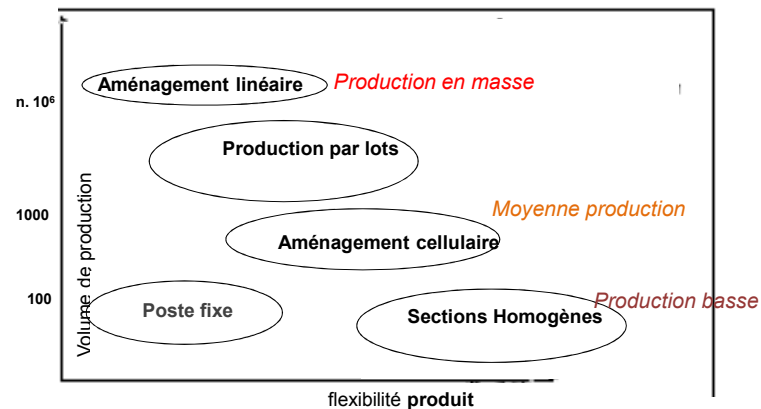 Aménagement linéaire
Production en masse
n. 10⁶
Production par lots
Moyenne production
1000
Aménagement cellulaire
Volume de production
100
Poste fixe
Sections Homogènes
Production basse
flexibilité produit